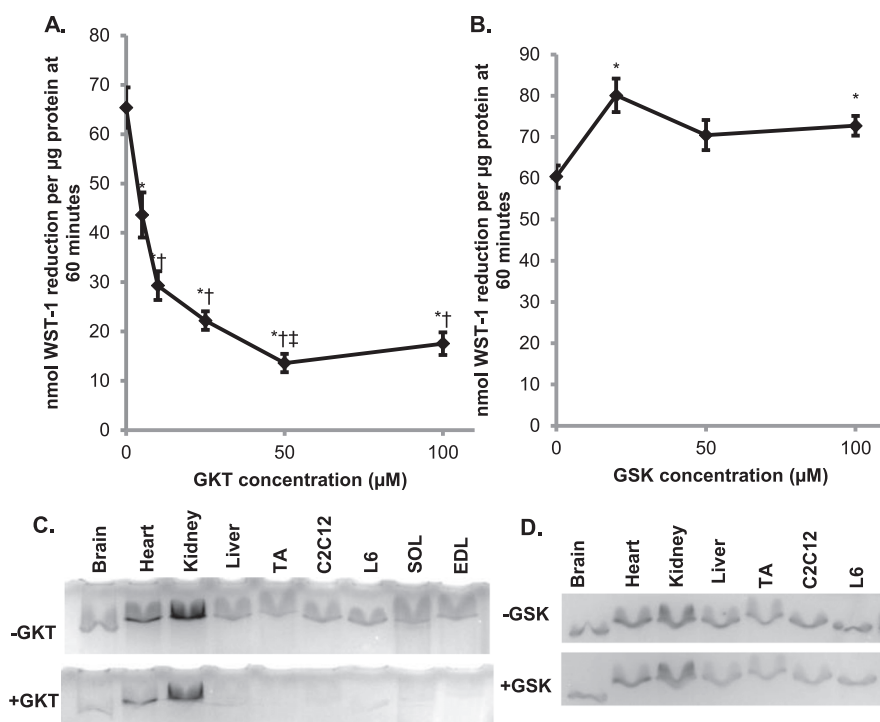 A.
80
70
60
50
40
30
20
10
0
nmol WST-1 reduction per µg protein at
60 minutes
*
*†
*†
*†‡
*†
0
50
100
GKT concentration (µM)
B.
90
80
70
60
50
40
30
20
10
0
nmol WST-1 reduction per µg protein at
60 minutes
*
*
0
50
100
GSK concentration (µM)
C.
Brain
Heart
Kidney
Liver
TA
C2C12
L6
SOL
EDL
-GKT
+GKT
D.
Brain
Heart
Kidney
Liver
TA
C2C12
L6
-GSK
+GSK